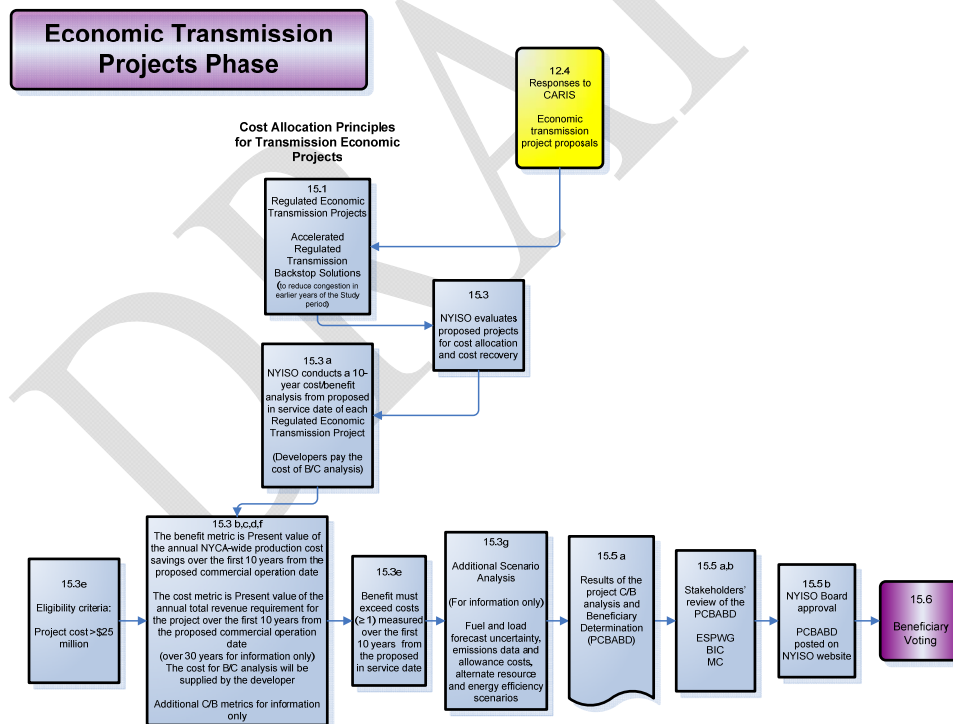 Economic Transmission
Projects Phase
12.4
Responses to
CARIS
Economic
transmission
project proposals
Cost Allocation Principles
for Transmission Economic
Projects
15.1
Regulated Economic
Transmission Projects
Accelerated
Regulated
Transmission
Backstop Solutions
(to reduce congestion in
earlier years of the Study
period)
15.3
NYISO evaluates
proposed projects
for cost allocation
and cost recovery
15.3 a
NYISO conducts a 10-
year cost/benefit
analysis from proposed
in service date of each
Regulated Economic
Transmission Project
(Developers pay the
cost of B/C analysis)
15.3e
Eligibility criteria:
Project cost>$25
million
15.3 b,c,d,f
The benefit metric is Present value of
the annual NYCA-wide production cost
savings over the first 10 years from the
proposed commercial operation date
The cost metric is Present value of the
annual total revenue requirement for
the project over the first 10 years from
the proposed commercial operation
date
(over 30 years for information only)
The cost for B/C analysis will be
supplied by the developer
Additional C/B metrics for information
only
15.3e
Benefit must
exceed costs
(≥1) measured
over the first
10 years from
the proposed
in service date
15.3g
Additional Scenario
Analysis
(For information only)
Fuel and load
forecast uncertainty,
emissions data and
allowance costs,
alternate resource
and energy efficiency
scenarios
15.5 a
Results of the
project C/B
analysis and
Beneficiary
Determination
(PCBABD)
15.5 a,b
Stakeholders'
review of the
PCBABD
ESPWG
BIC
MC
15.5 b
NYISO Board
approval
PCBABD
posted on
NYISO website
15.6
Beneficiary
Voting
DRAF